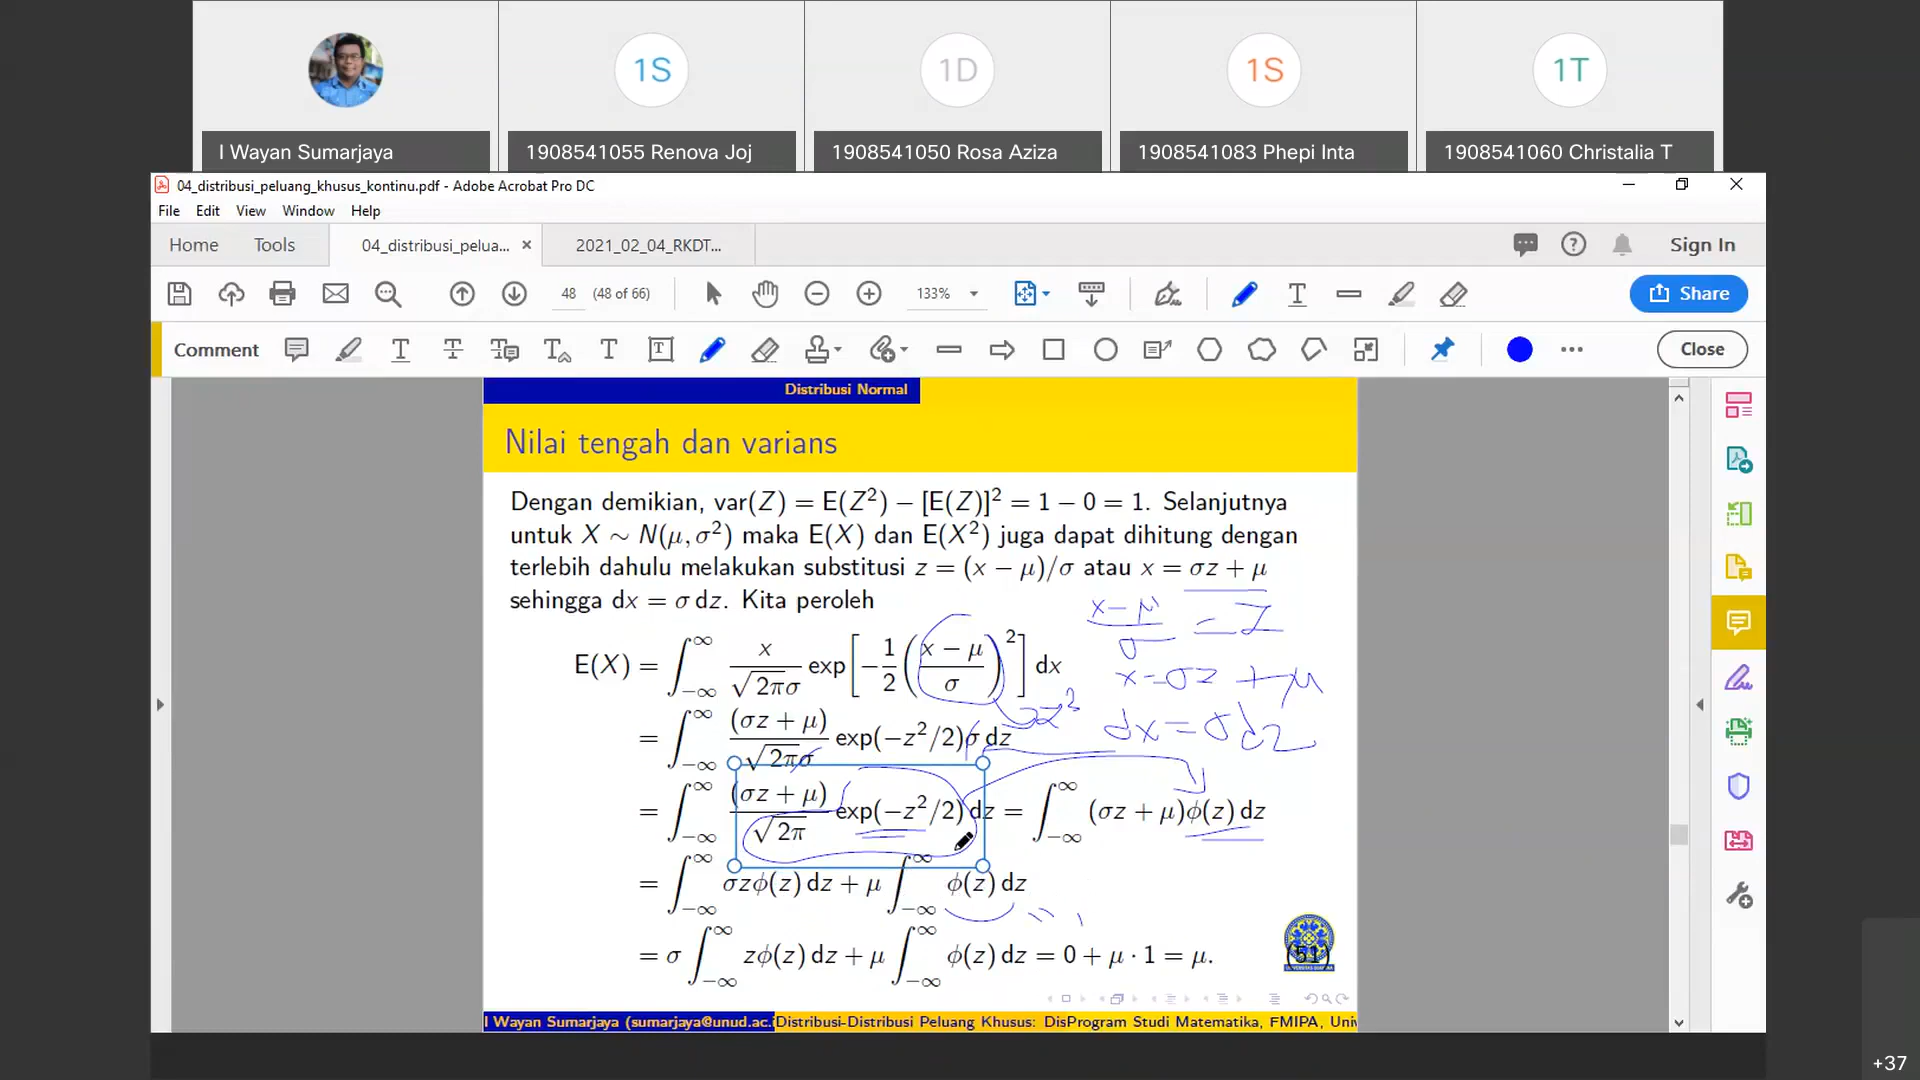 1S
1D
1S
1T
I Wayan Sumarjaya
1908541055 Renova Joj
1908541050 Rosa Aziza
1908541083 Phepi Inta
1908541060 Christalia T
04_distribusi_peluang_khusus_kontinu.pdf - Adobe Acrobat Pro DC
File Edit View Window Help
Home Tools 04_distribusi_pelua... × 2021_02_04_RKDT... Sign In
48 (48 of 66) 133% Share
Comment Close
Distribusi Normal
Nilai tengah dan varians
Dengan demikian, var(Z) = E(Z²) − [E(Z)]² = 1 − 0 = 1. Selanjutnya
untuk X ∼ N(μ, σ²) maka E(X) dan E(X²) juga dapat dihitung dengan
terlebih dahulu melakukan substitusi z = (x − μ)/σ atau x = σz + μ
sehingga dx = σ dz. Kita peroleh
x − μ / σ = Z
x = σz + μ
dx = σ dz
E(X) = ∫_{−∞}^{∞} x/(√2πσ) exp[−1/2 ((x − μ)/σ)²] dx
z²
= ∫_{−∞}^{∞} (σz + μ)/(√2πσ) exp(−z²/2)σ dz
= ∫_{−∞}^{∞} (σz + μ)/√2π exp(−z²/2) dz = ∫_{−∞}^{∞} (σz + μ)φ(z) dz
= ∫_{−∞}^{∞} σzφ(z) dz + μ ∫_{−∞}^{∞} φ(z) dz
= σ ∫_{−∞}^{∞} zφ(z) dz + μ ∫_{−∞}^{∞} φ(z) dz = 0 + μ · 1 = μ.
(51)
I Wayan Sumarjaya (sumarjaya@unud.ac.i Distribusi-Distribusi Peluang Khusus: Dis Program Studi Matematika, FMIPA, Univ
+37